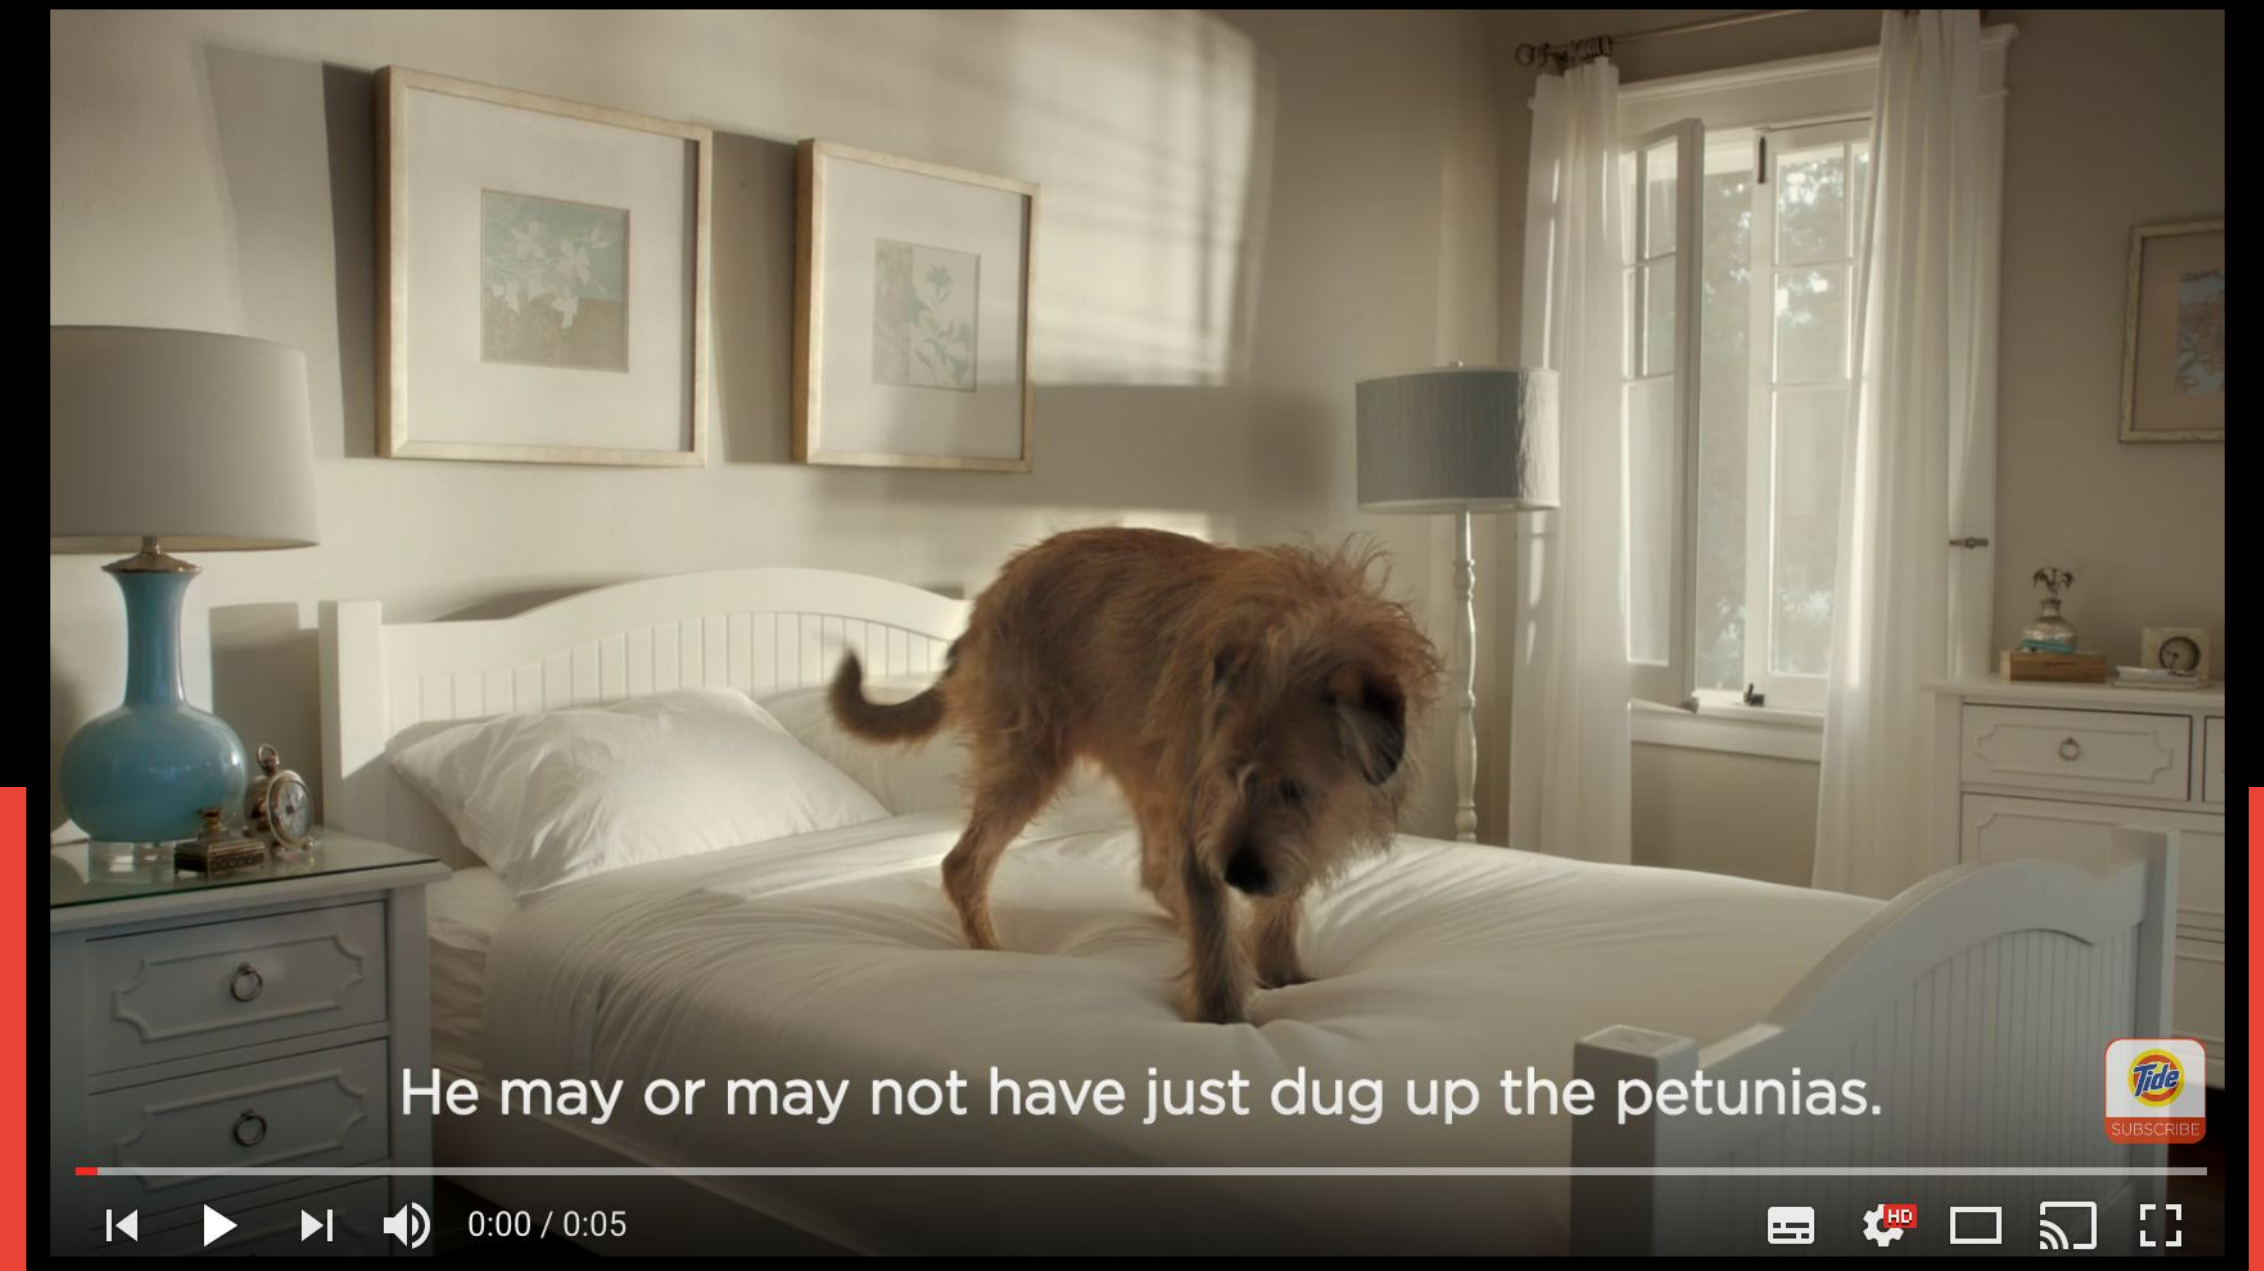 He may or may not have just dug up the petunias.
Tide
SUBSCRIBE
0:00 / 0:05
HD